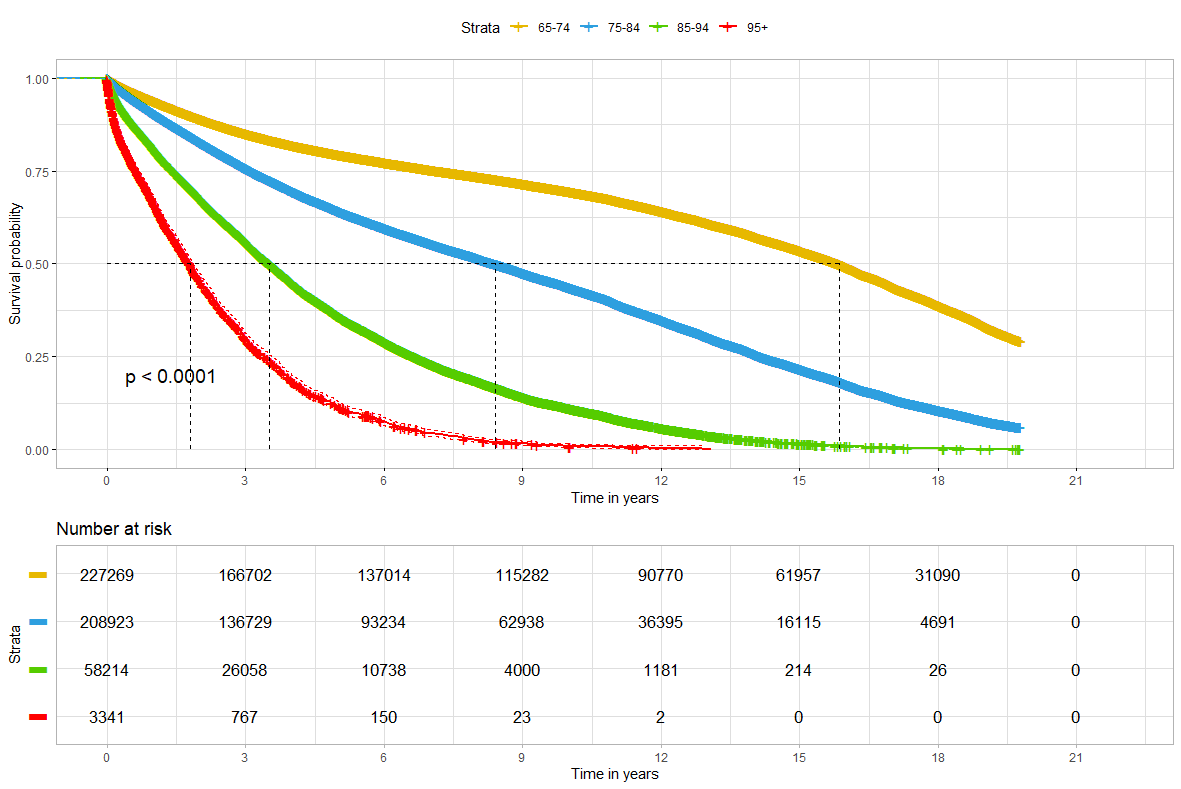 Strata 65-74 75-84 85-94 95+
1.00
0.75
0.50
0.25
0.00
Survival probability
p < 0.0001
0 3 6 9 12 15 18 21
Time in years
Number at risk
Strata
227269 166702 137014 115282 90770 61957 31090 0
208923 136729 93234 62938 36395 16115 4691 0
58214 26058 10738 4000 1181 214 26 0
3341 767 150 23 2 0 0 0
0 3 6 9 12 15 18 21
Time in years